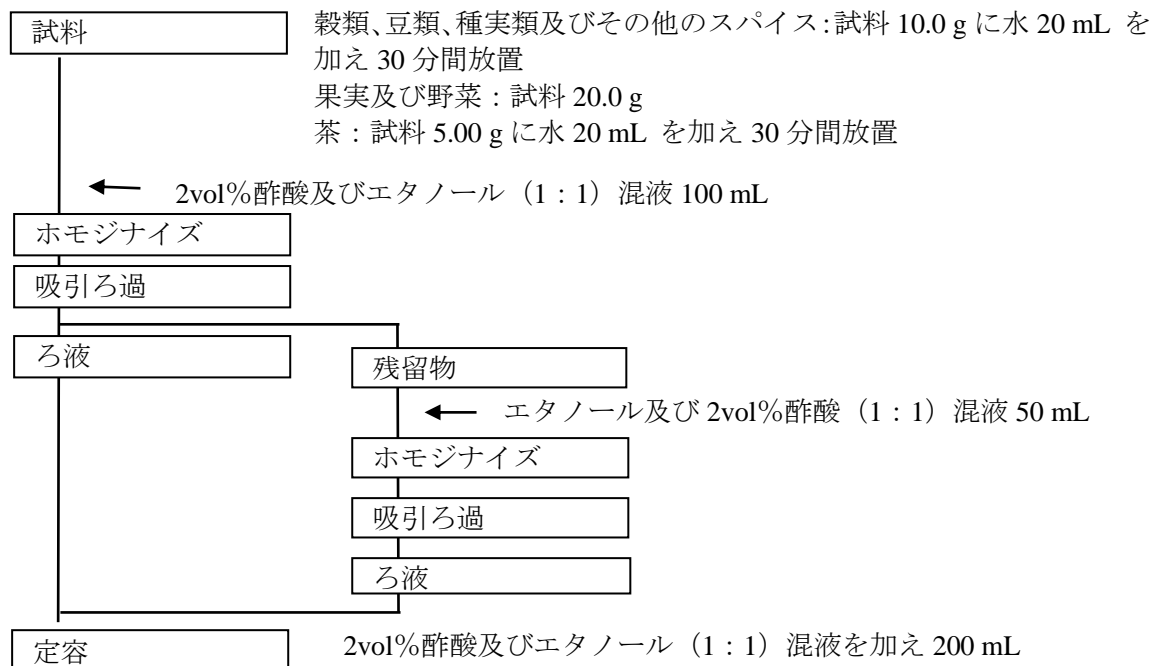 試料
穀類、豆類、種実類及びその他のスパイス:試料 10.0 g に水 20 mL を
加え 30 分間放置
果実及び野菜：試料 20.0 g
茶：試料 5.00 g に水 20 mL を加え 30 分間放置
2vol％酢酸及びエタノール（1：1）混液 100 mL
ホモジナイズ
吸引ろ過
ろ液
残留物
エタノール及び 2vol％酢酸（1：1）混液 50 mL
ホモジナイズ
吸引ろ過
ろ液
定容
2vol％酢酸及びエタノール（1：1）混液を加え 200 mL